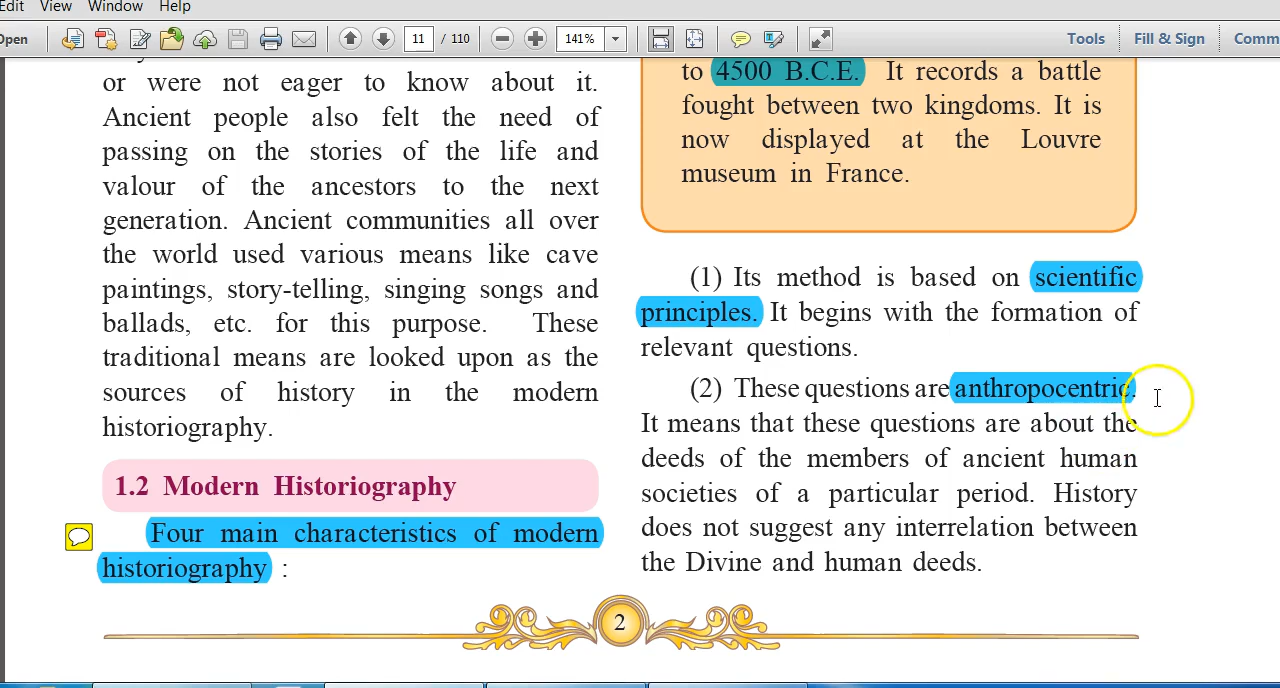 Edit View Window Help
Open 11 / 110 141% Tools Fill & Sign Comm
or were not eager to know about it.
Ancient people also felt the need of
passing on the stories of the life and
valour of the ancestors to the next
generation. Ancient communities all over
the world used various means like cave
paintings, story-telling, singing songs and
ballads, etc. for this purpose. These
traditional means are looked upon as the
sources of history in the modern
historiography.
1.2 Modern Historiography
Four main characteristics of modern
historiography :
to 4500 B.C.E. It records a battle
fought between two kingdoms. It is
now displayed at the Louvre
museum in France.
(1) Its method is based on scientific
principles. It begins with the formation of
relevant questions.
(2) These questions are anthropocentric.
It means that these questions are about the
deeds of the members of ancient human
societies of a particular period. History
does not suggest any interrelation between
the Divine and human deeds.
2